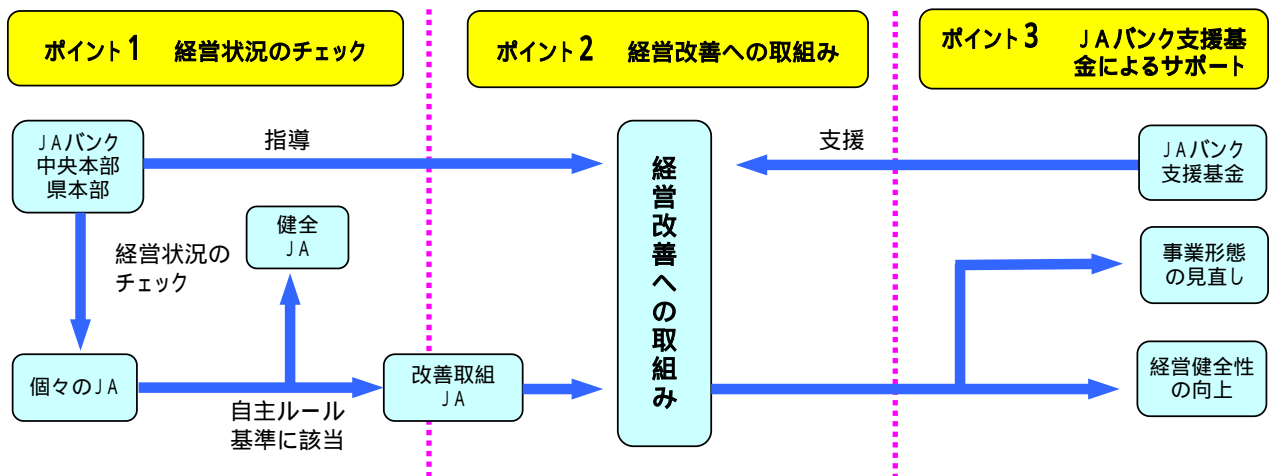 ポイント1　経営状況のチェック
ポイント2　経営改善への取組み
ポイント3　ＪＡバンク支援基
金によるサポート
ＪＡバンク
中央本部
県本部
指導
経営改善への取組み
支援
ＪＡバンク
支援基金
健全
ＪＡ
経営状況の
チェック
事業形態
の見直し
個々のＪＡ
自主ルール
基準に該当
改善取組
ＪＡ
経営健全性
の向上